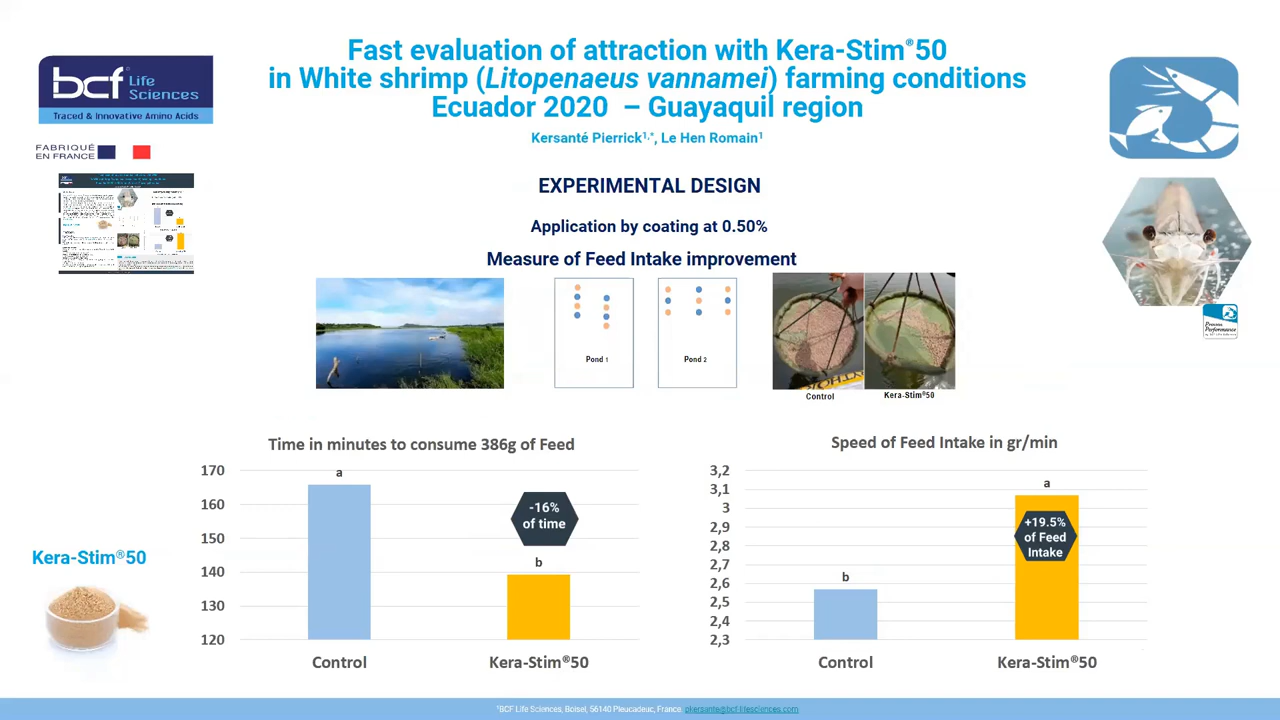 Fast evaluation of attraction with Kera-Stim®50
in White shrimp (Litopenaeus vannamei) farming conditions
Ecuador 2020 – Guayaquil region
Kersanté Pierrick¹,*, Le Hen Romain¹
bcf® Life
Sciences
Traced & Innovative Amino Acids
FABRIQUÉ
EN FRANCE
EXPERIMENTAL DESIGN
Application by coating at 0.50%
Measure of Feed Intake improvement
Pond 1
Pond 2
Control
Kera-Stim®50
Process
Performance
Time in minutes to consume 386g of Feed
170
160
150
140
130
120
a
b
-16%
of time
Control
Kera-Stim®50
Speed of Feed Intake in gr/min
3,2
3,1
3
2,9
2,8
2,7
2,6
2,5
2,4
2,3
b
a
+19.5%
of Feed
Intake
Control
Kera-Stim®50
Kera-Stim®50
¹BCF Life Sciences, Boisel, 56140 Pleucadeuc, France. pkersante@bcf-lifesciences.com